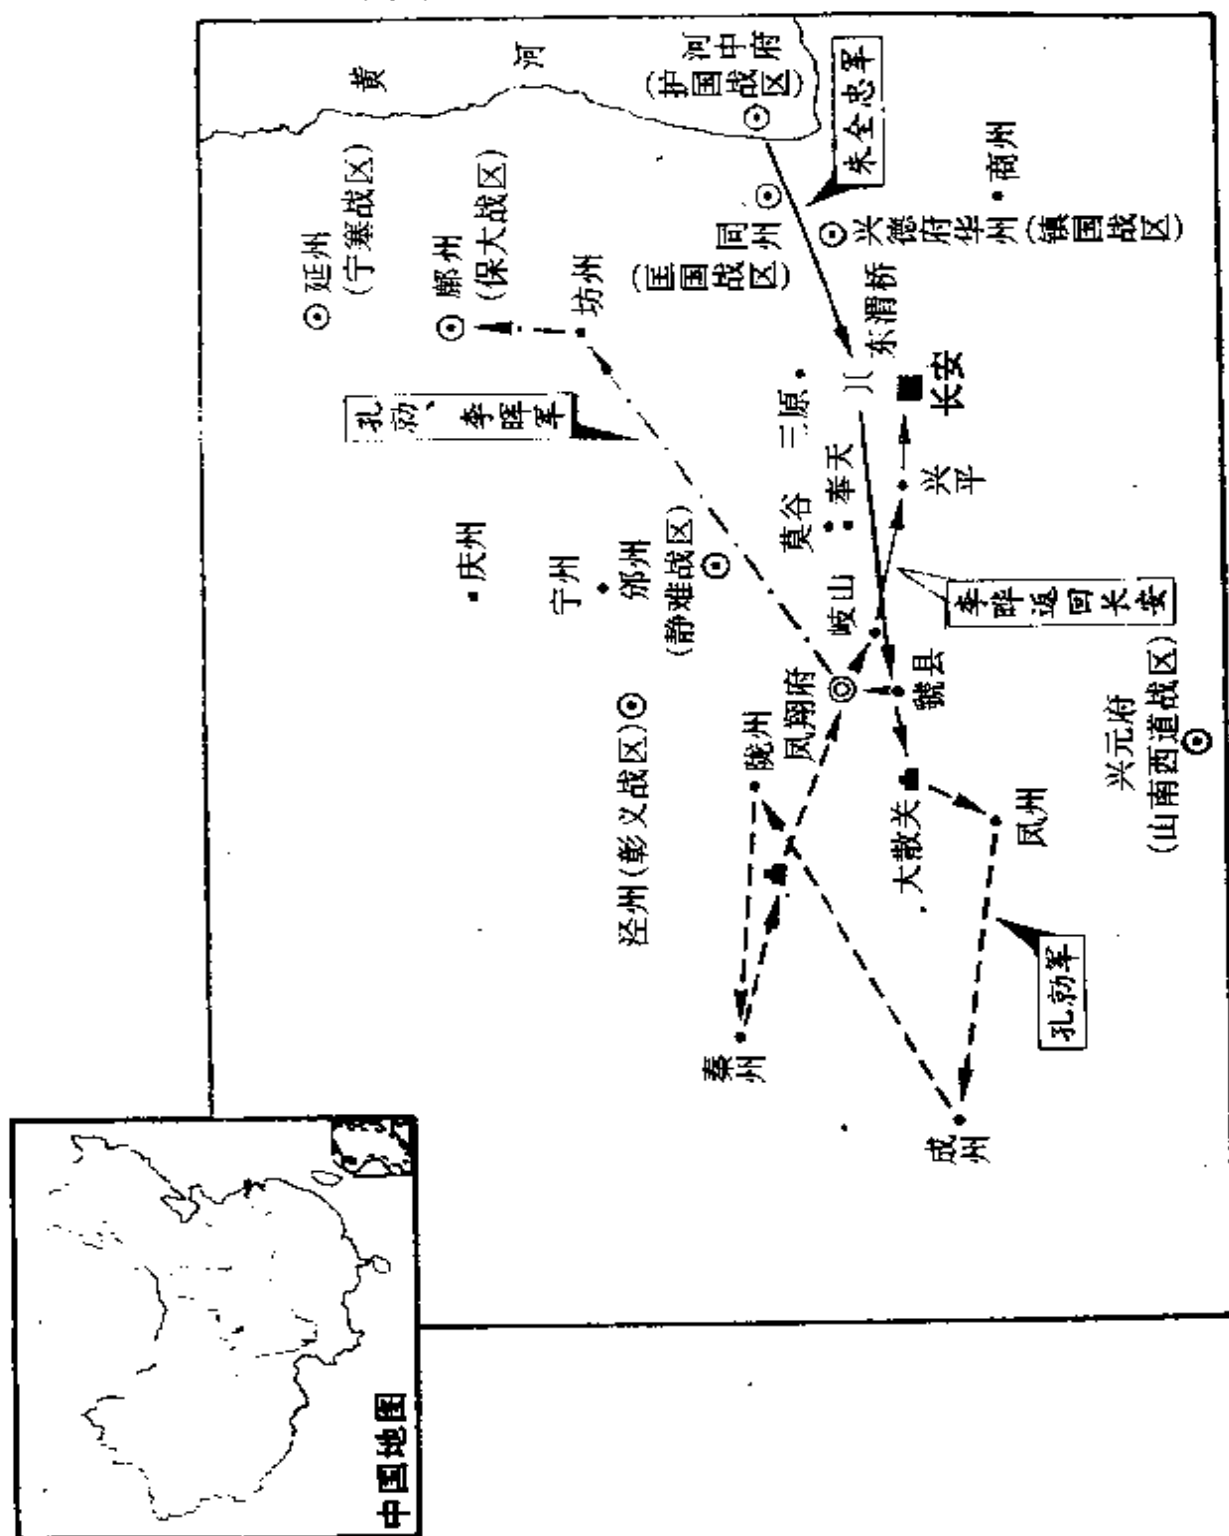 黄河
河中府
(护国战区)
延州
(宁塞战区)
鄜州
(保大战区)
坊州
同州
(匡国战区)
朱全忠军
兴德府华州(镇国战区)
商州
东渭桥
长安
三原
孔勍、李晖军
庆州
宁州
邠州
(静难战区)
莫谷
奉天
兴平
岐山
李晔返回长安
泾州(彰义战区)
陇州
凤翔府
虢县
大散关
凤州
兴元府
(山南西道战区)
秦州
成州
孔勍军
中国地图